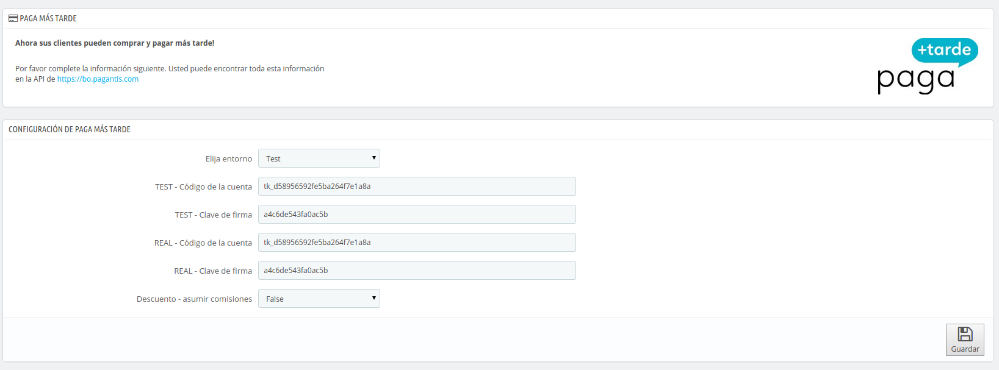 PAGA MÁS TARDE
Ahora sus clientes pueden comprar y pagar más tarde!
Por favor complete la información siguiente. Usted puede encontrar toda esta información
en la API de https://bo.pagantis.com
+tarde
paga
CONFIGURACIÓN DE PAGA MÁS TARDE
Elija entorno Test
TEST - Código de la cuenta tk_d58956592fe5ba264f7e1a8a
TEST - Clave de firma a4c6de543fa0ac5b
REAL - Código de la cuenta tk_d58956592fe5ba264f7e1a8a
REAL - Clave de firma a4c6de543fa0ac5b
Descuento - asumir comisiones False
Guardar